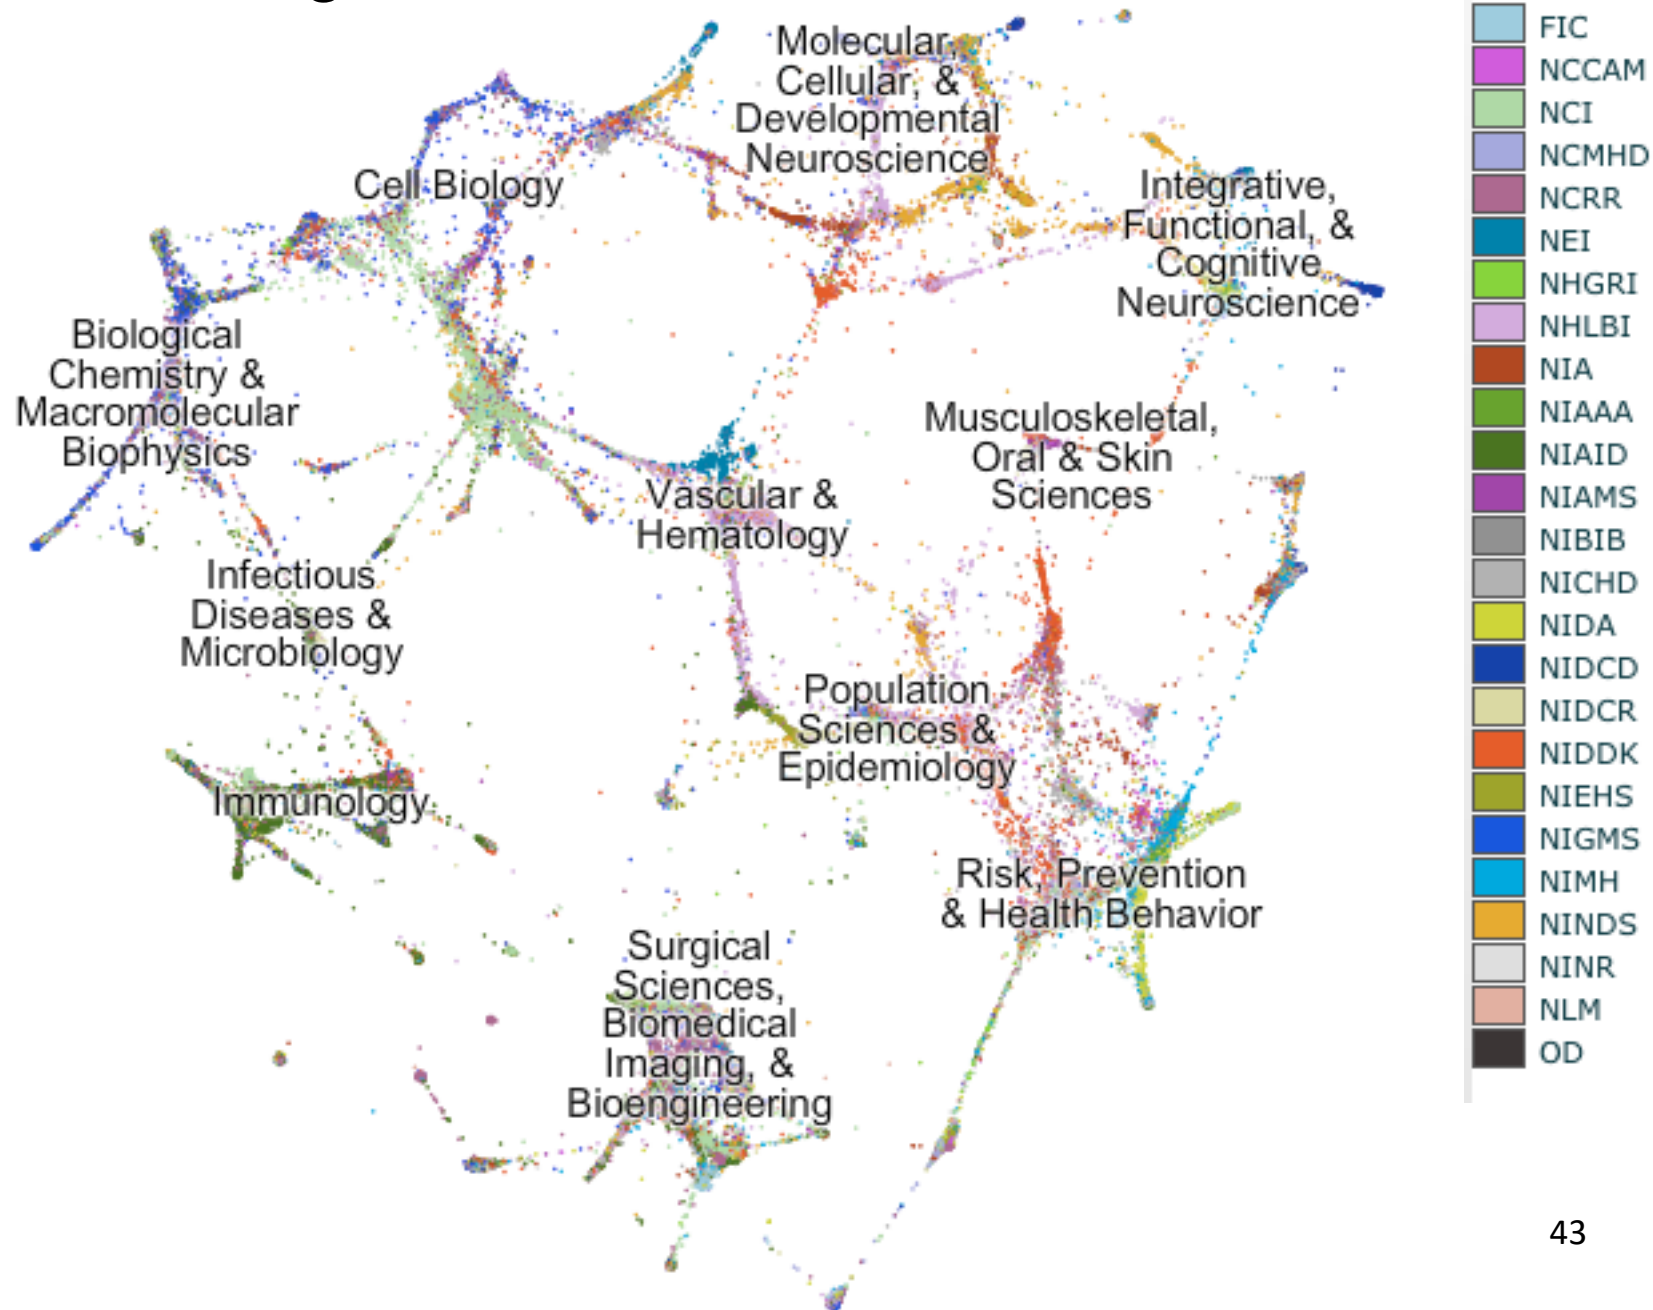 Molecular,
Cellular, &
Developmental
Neuroscience
Cell Biology
Integrative,
Functional, &
Cognitive
Neuroscience
Biological
Chemistry &
Macromolecular
Biophysics
Musculoskeletal,
Oral & Skin
Sciences
Vascular &
Hematology
Infectious
Diseases &
Microbiology
Population
Sciences &
Epidemiology
Immunology
Risk, Prevention
& Health Behavior
Surgical
Sciences,
Biomedical
Imaging, &
Bioengineering
FIC
NCCAM
NCI
NCMHD
NCRR
NEI
NHGRI
NHLBI
NIA
NIAAA
NIAID
NIAMS
NIBIB
NICHD
NIDA
NIDCD
NIDCR
NIDDK
NIEHS
NIGMS
NIMH
NINDS
NINR
NLM
OD
43